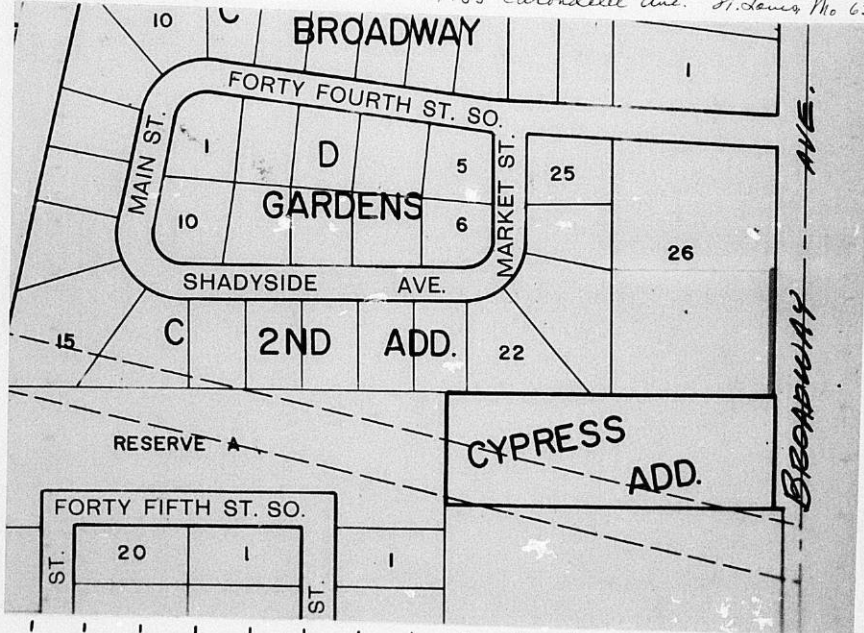 Carondelet Ave. St. Louis Mo
10
C
BROADWAY
1
FORTY FOURTH ST. SO.
MAIN ST.
1
D
5
MARKET ST.
25
BROADWAY AVE.
10
GARDENS
6
26
SHADYSIDE AVE.
15
C
2ND ADD.
22
RESERVE A
CYPRESS
ADD.
FORTY FIFTH ST. SO.
ST.
20
1
ST.
1